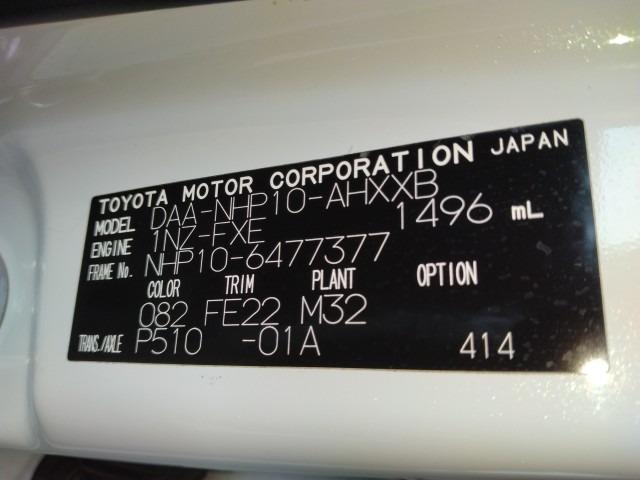 TOYOTA MOTOR CORPORATION JAPAN
MODEL DAA-NHP10-AHXXB
ENGINE 1NZ-FXE 1496 mL
FRAME No. NHP10-6477377
COLOR TRIM PLANT OPTION
082 FE22 M32
TRANS./AXLE P510 -01A 414